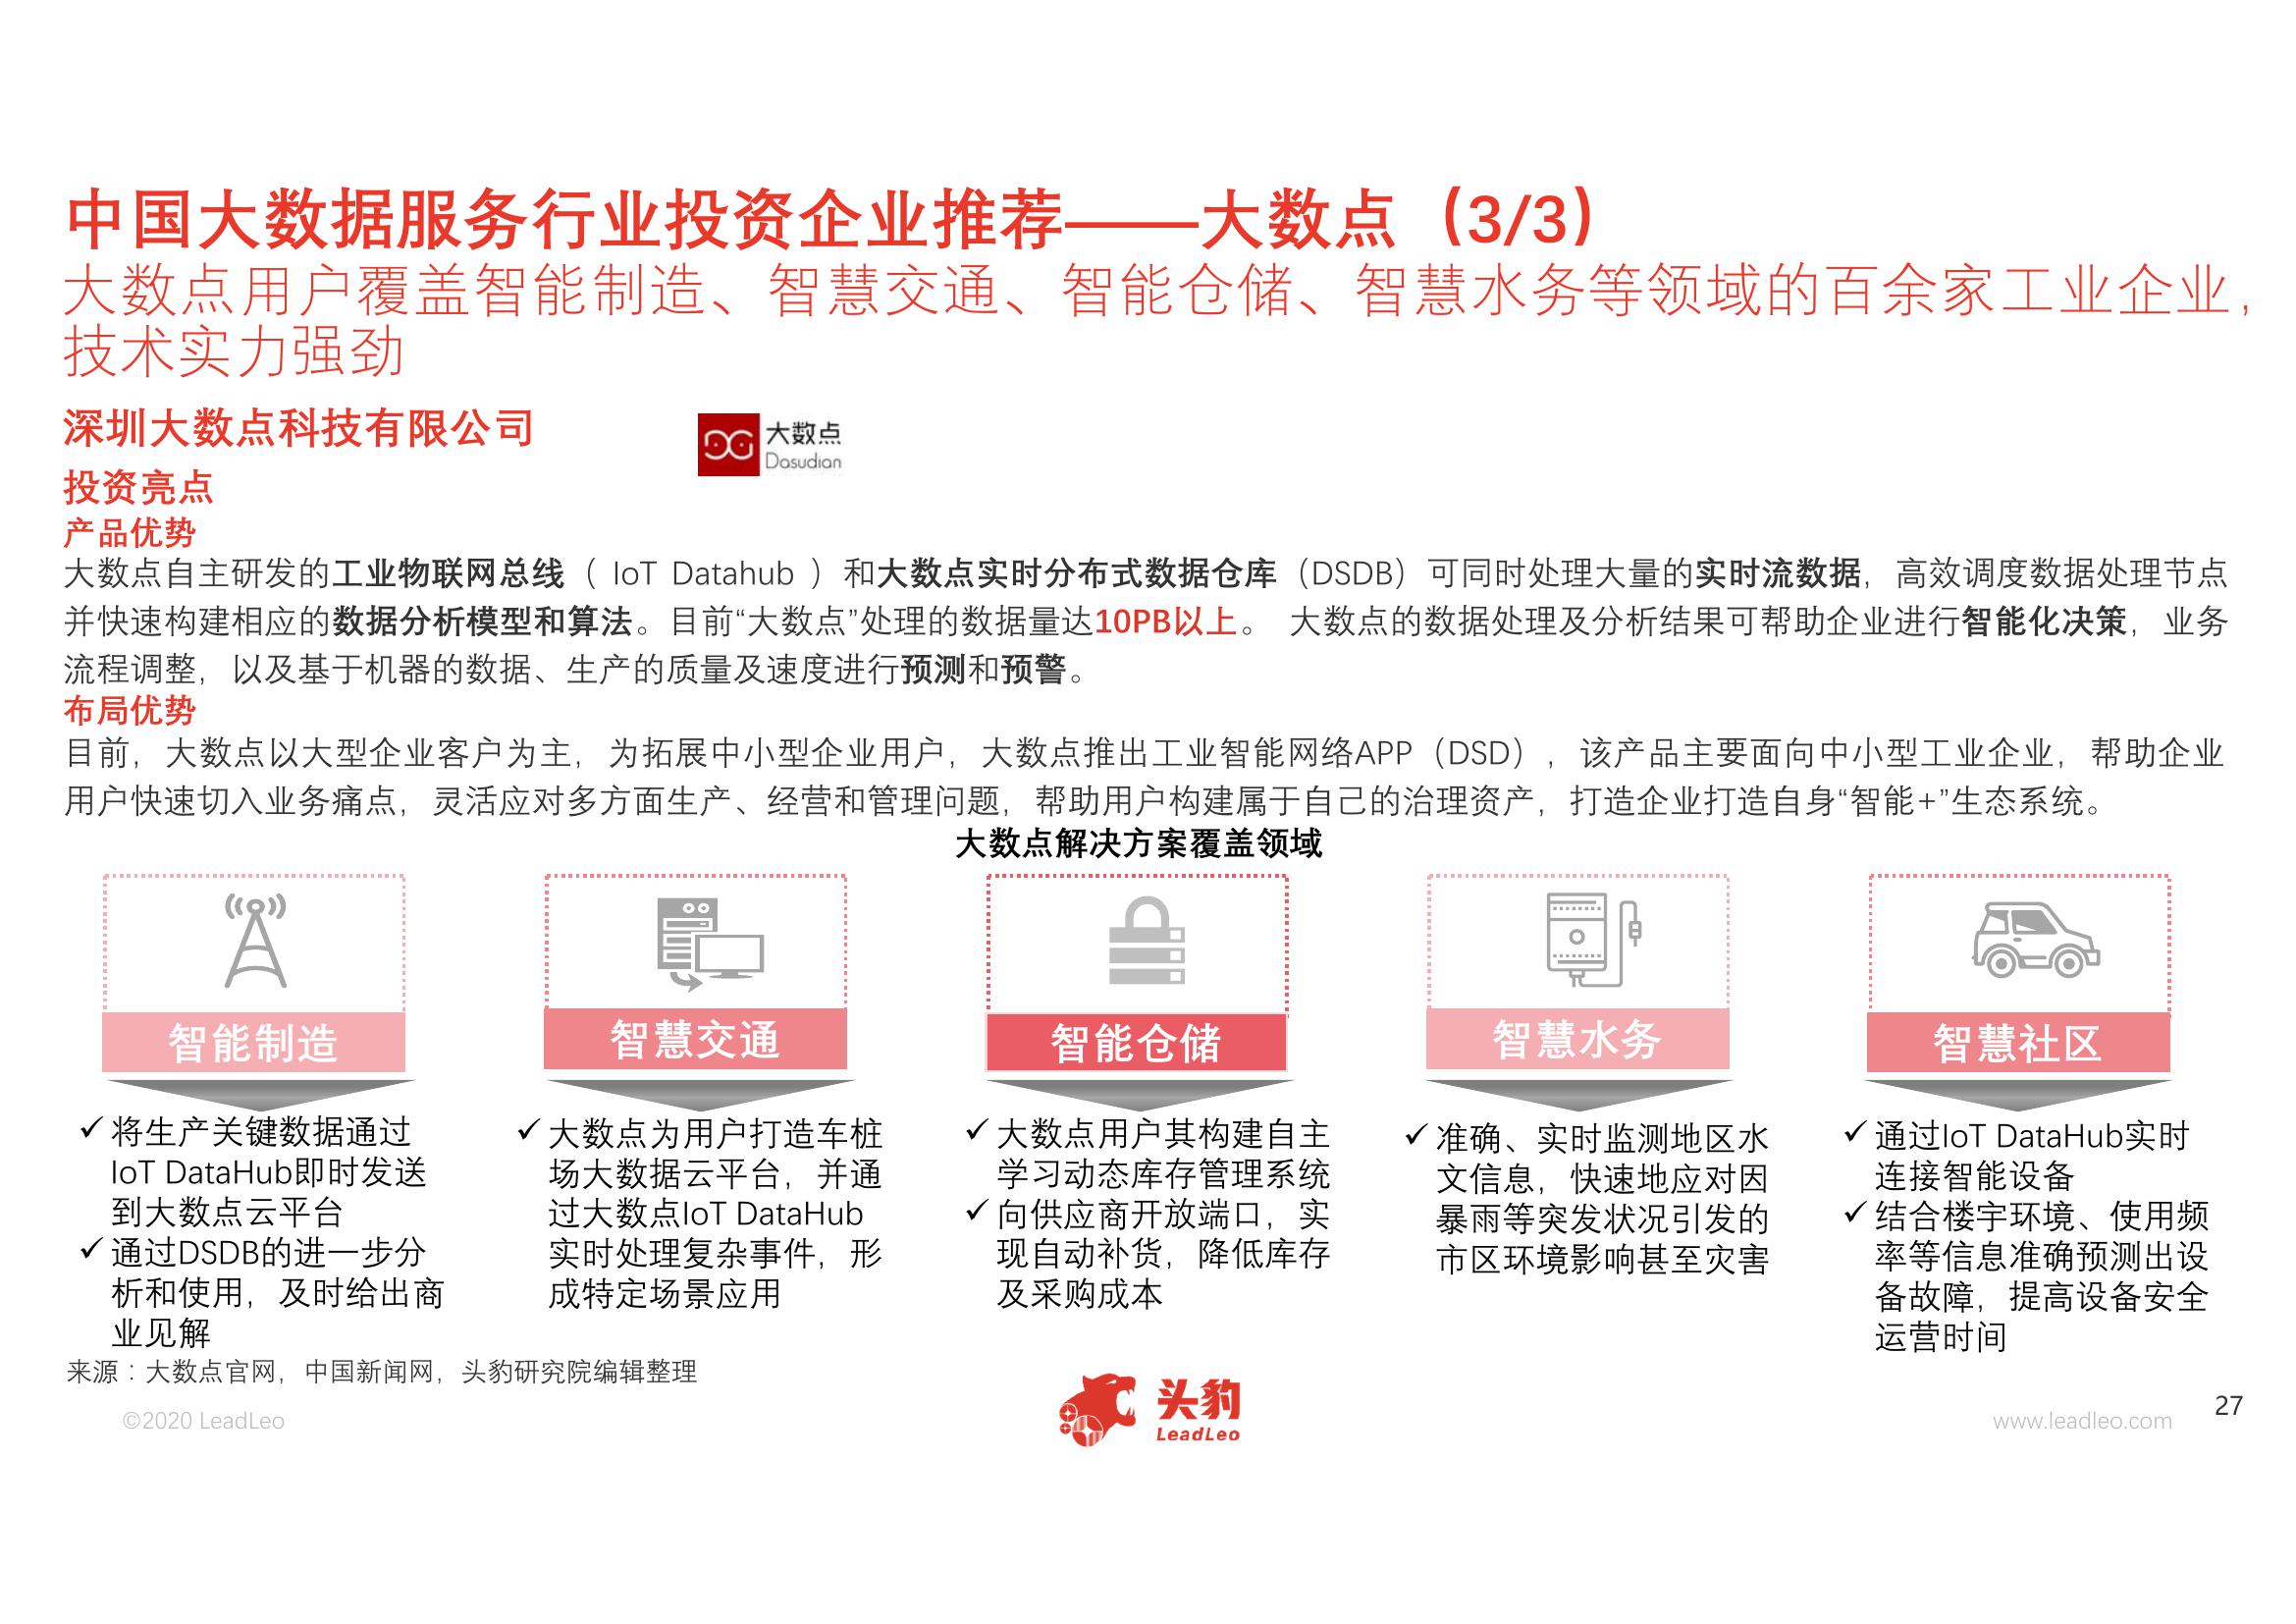 中国大数据服务行业投资企业推荐——大数点（3/3）
大数点用户覆盖智能制造、智慧交通、智能仓储、智慧水务等领域的百余家工业企业，
技术实力强劲
深圳大数点科技有限公司
大数点
Dasudian
投资亮点
产品优势
大数点自主研发的工业物联网总线（ IoT Datahub ）和大数点实时分布式数据仓库（DSDB）可同时处理大量的实时流数据，高效调度数据处理节点
并快速构建相应的数据分析模型和算法。目前“大数点”处理的数据量达10PB以上。 大数点的数据处理及分析结果可帮助企业进行智能化决策，业务
流程调整，以及基于机器的数据、生产的质量及速度进行预测和预警。
布局优势
目前，大数点以大型企业客户为主，为拓展中小型企业用户，大数点推出工业智能网络APP（DSD），该产品主要面向中小型工业企业，帮助企业
用户快速切入业务痛点，灵活应对多方面生产、经营和管理问题，帮助用户构建属于自己的治理资产，打造企业打造自身“智能+”生态系统。
大数点解决方案覆盖领域
智能制造
✓将生产关键数据通过
IoT DataHub即时发送
到大数点云平台
✓通过DSDB的进一步分
析和使用，及时给出商
业见解
智慧交通
✓大数点为用户打造车桩
场大数据云平台，并通
过大数点IoT DataHub
实时处理复杂事件，形
成特定场景应用
智能仓储
✓大数点用户其构建自主
学习动态库存管理系统
✓向供应商开放端口，实
现自动补货，降低库存
及采购成本
智慧水务
✓准确、实时监测地区水
文信息，快速地应对因
暴雨等突发状况引发的
市区环境影响甚至灾害
智慧社区
✓通过IoT DataHub实时
连接智能设备
✓结合楼宇环境、使用频
率等信息准确预测出设
备故障，提高设备安全
运营时间
来源：大数点官网，中国新闻网，头豹研究院编辑整理
©2020 LeadLeo
头豹
LeadLeo
www.leadleo.com
27